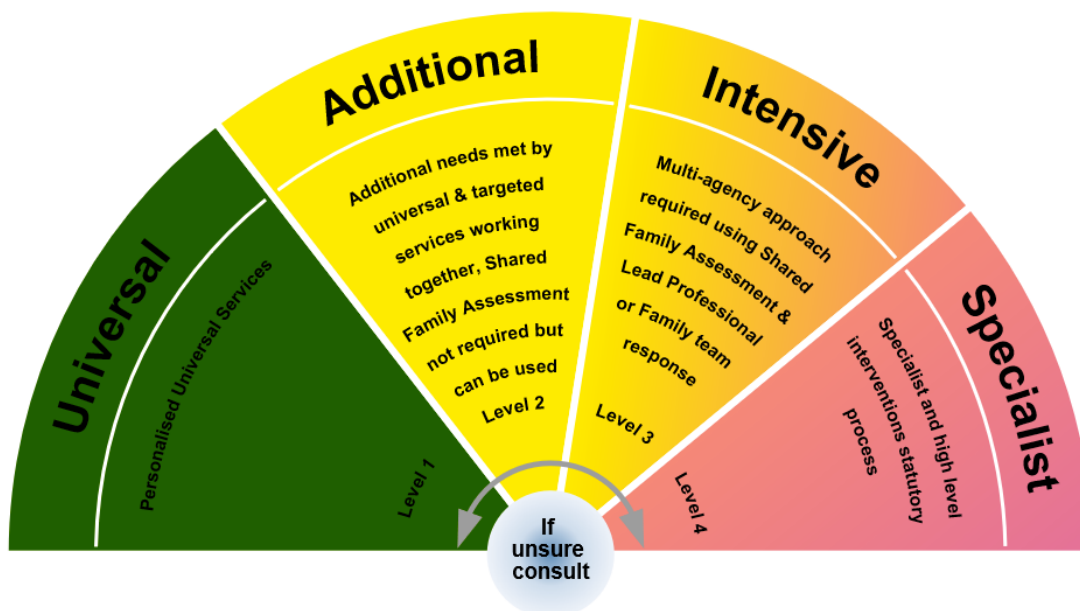 Universal
Personalised Universal Services
Level 1
Additional
Additional needs met by
universal & targeted
services working
together, Shared
Family Assessment
not required but
can be used
Level 2
Intensive
Multi-agency approach
required using Shared
Family Assessment &
Lead Professional
or Family team
response
Level 3
Specialist
Specialist and high level
interventions statutory
process
Level 4
If
unsure
consult